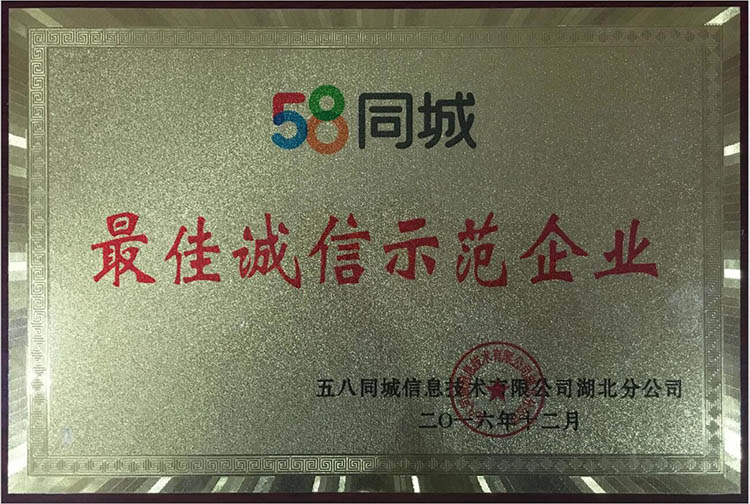 58同城
最佳诚信示范企业
五八同城信息技术有限公司湖北分公司
二〇一六年十二月